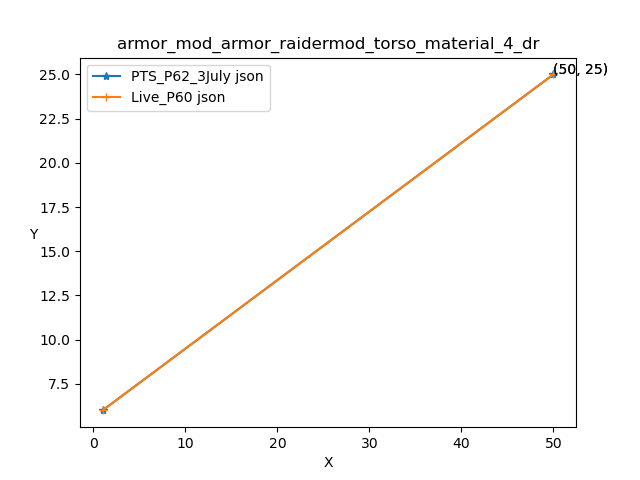 armor_mod_armor_raidermod_torso_material_4_dr
PTS_P62_3July json
Live_P60 json
(50, 25)
25.0
22.5
20.0
17.5
15.0
12.5
10.0
7.5
Y
0 10 20 30 40 50
X